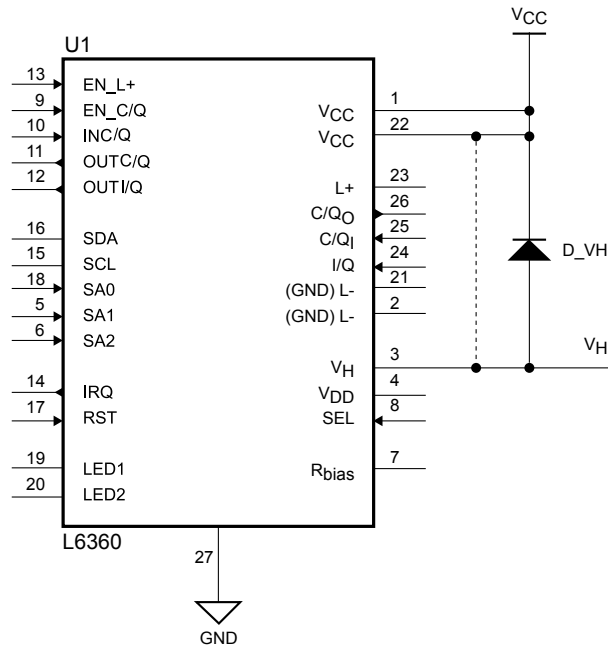 VCC
U1
13 EN_L+
9 EN_C/Q
10 INC/Q
11 OUTC/Q
12 OUTI/Q
16 SDA
15 SCL
18 SA0
5 SA1
6 SA2
14 IRQ
17 RST
19 LED1
20 LED2
VCC 1
VCC 22
L+ 23
C/QO 26
C/QI 25
I/Q 24
(GND) L- 21
(GND) L- 2
VH 3
VDD 4
SEL 8
Rbias 7
D_VH
VH
L6360
27
GND